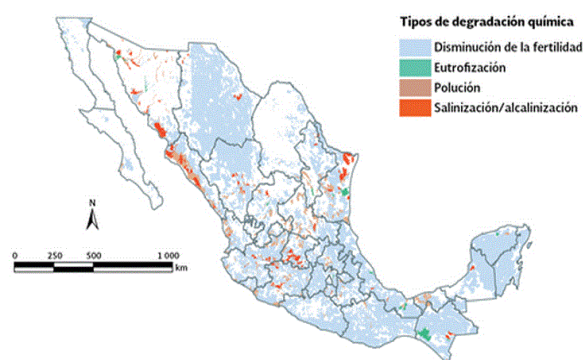 Tipos de degradación química
Disminución de la fertilidad
Eutrofización
Polución
Salinización/alcalinización
N
0 250 500 1 000
km